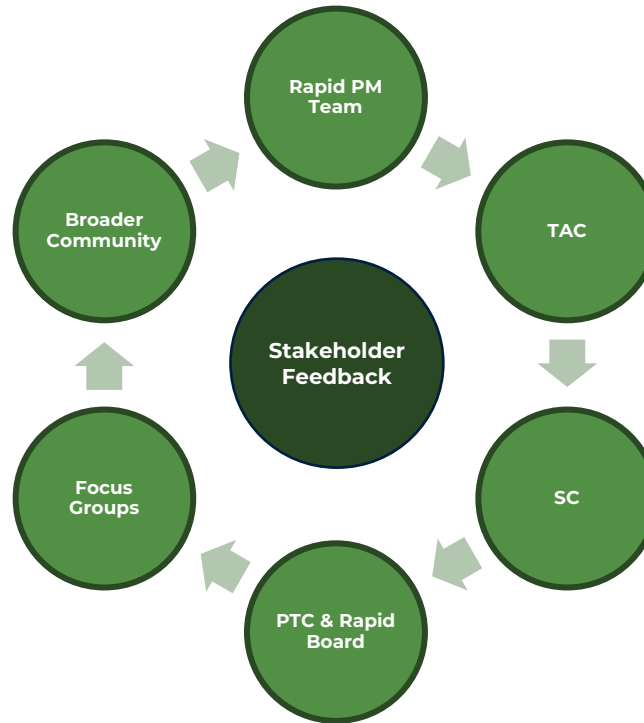 Rapid PM
Team
TAC
SC
PTC & Rapid
Board
Focus
Groups
Broader
Community
Stakeholder
Feedback